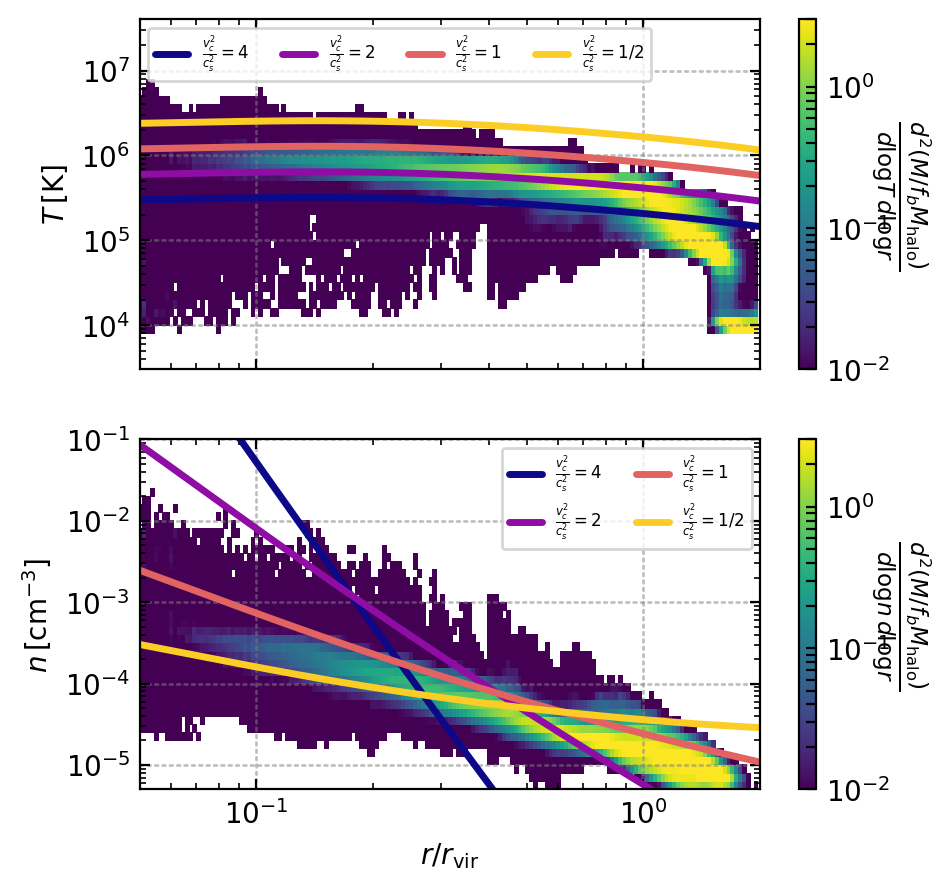 v_c^2/c_s^2 = 4 v_c^2/c_s^2 = 2 v_c^2/c_s^2 = 1 v_c^2/c_s^2 = 1/2
T [K]
10^7
10^6
10^5
10^4
10^0
10^-1
10^-2
d^2(M/f_b M_halo)
dlogT dlogr
v_c^2/c_s^2 = 4 v_c^2/c_s^2 = 1
v_c^2/c_s^2 = 2 v_c^2/c_s^2 = 1/2
n [cm^-3]
10^-1
10^-2
10^-3
10^-4
10^-5
10^-1 10^0
r/r_vir
10^0
10^-1
10^-2
d^2(M/f_b M_halo)
dlogn dlogr